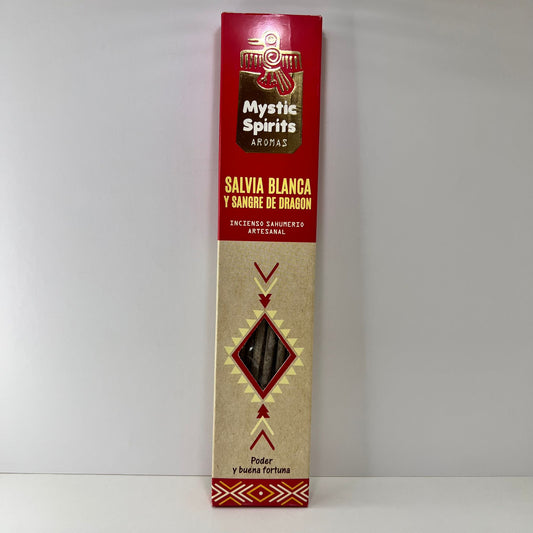 Mystic
Spirits
AROMAS
SALVIA BLANCA
Y SANGRE DE DRAGON
INCIENSO SAHUMERIO
ARTESANAL
Poder
y buena fortuna